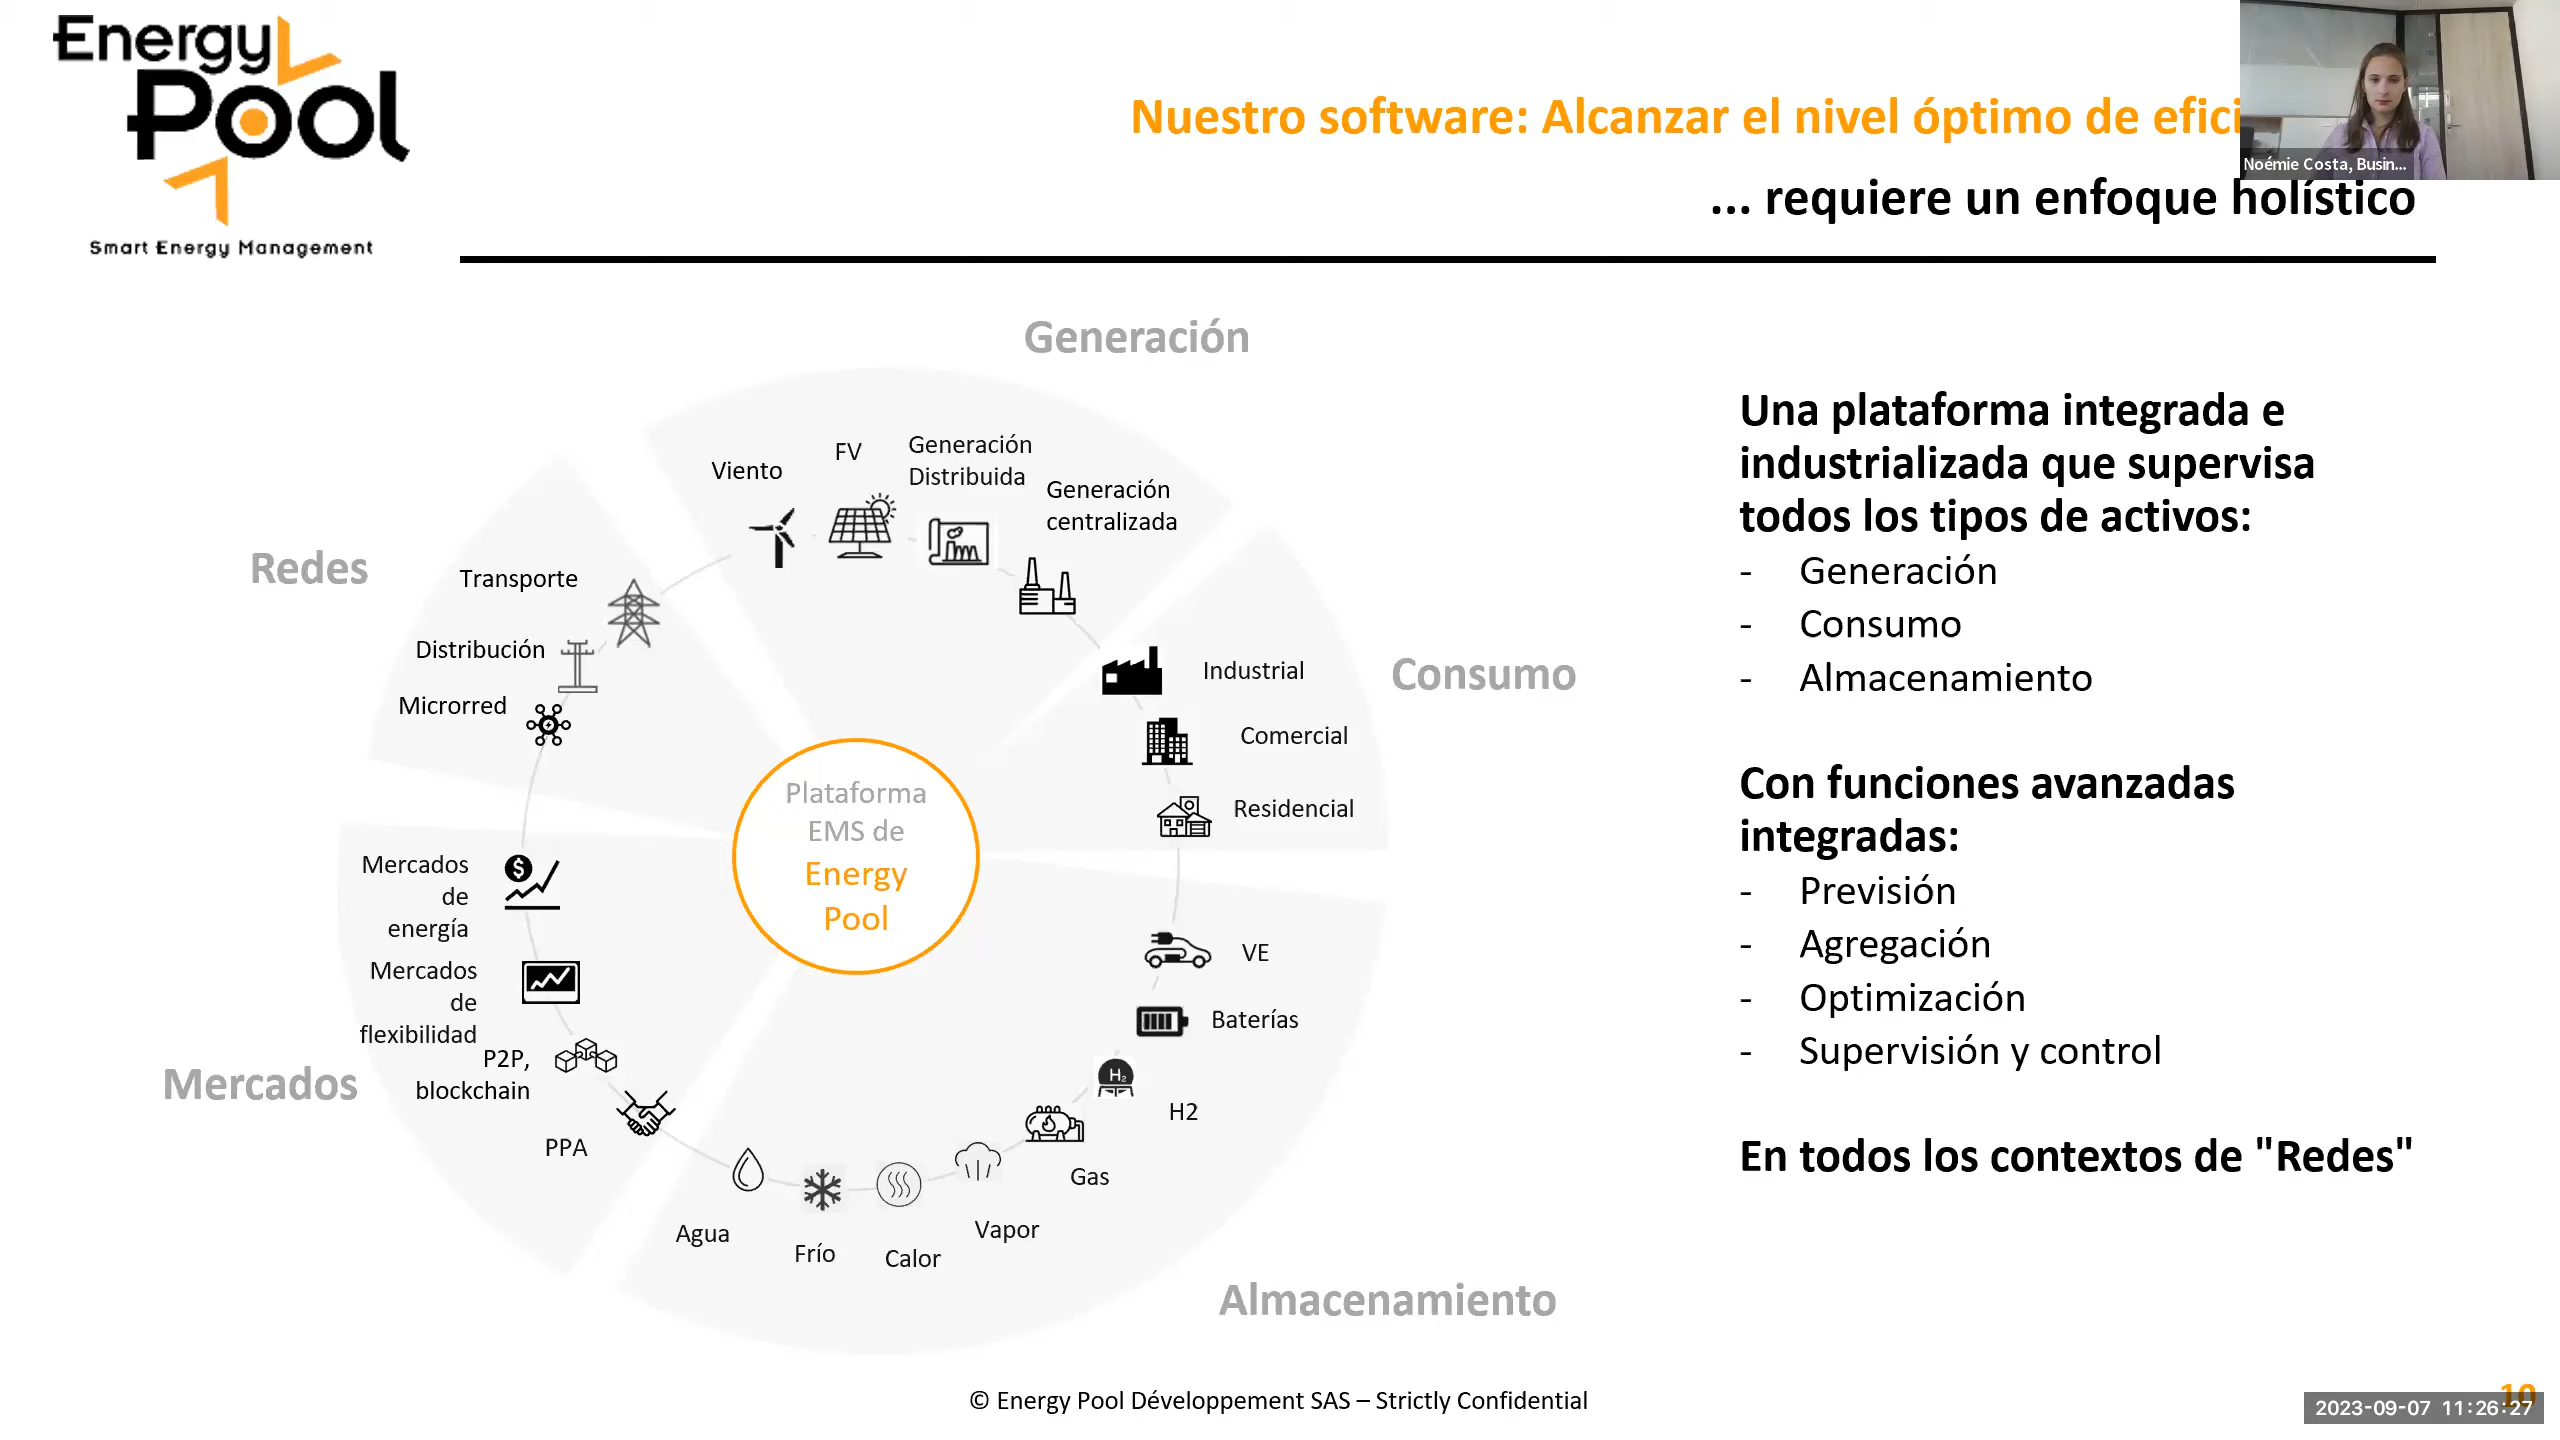 Energy
Pool
Smart Energy Management
Nuestro software: Alcanzar el nivel óptimo de
... requiere un enfoque holístico
Noémie Costa, Busin...
Generación
Viento
FV
Generación
Distribuida
Generación
centralizada
Redes
Transporte
Distribución
Microrred
Consumo
Industrial
Comercial
Residencial
Plataforma
EMS de
Energy
Pool
Mercados
de
energía
Mercados
de
flexibilidad
P2P,
blockchain
PPA
Mercados
VE
Baterías
H2
H2
Gas
Vapor
Calor
Frío
Agua
Almacenamiento
Una plataforma integrada e
industrializada que supervisa
todos los tipos de activos:
- Generación
- Consumo
- Almacenamiento
Con funciones avanzadas
integradas:
- Previsión
- Agregación
- Optimización
- Supervisión y control
En todos los contextos de "Redes"
© Energy Pool Développement SAS – Strictly Confidential
10
2023-09-07 11:26:27